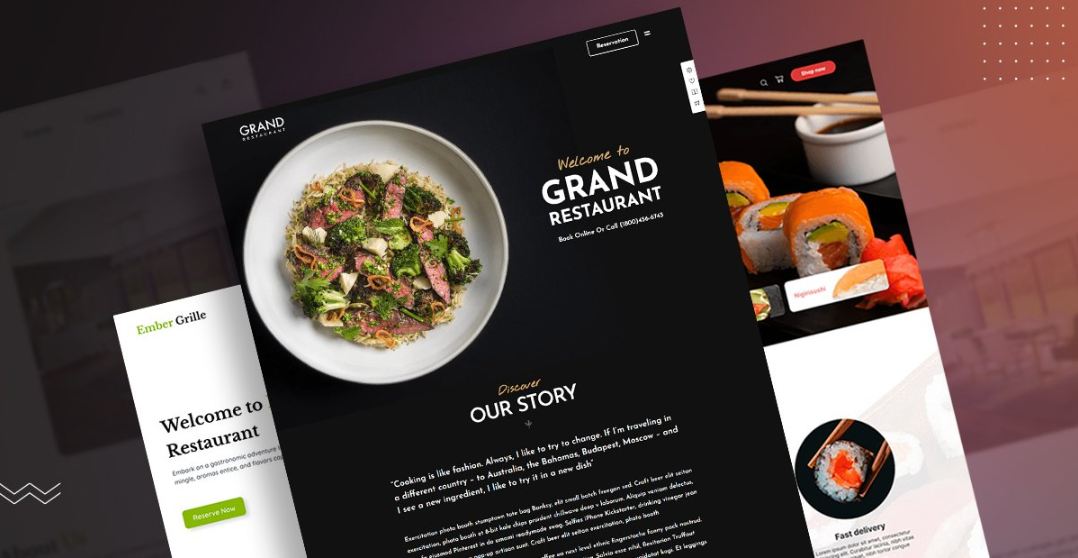 Reservation
GRAND
RESTAURANT
Welcome to
GRAND
RESTAURANT
Book Online Or Call (1800)456-6743
Discover
OUR STORY
"Cooking is like fashion. Always, I like to try to change. If I'm traveling in
a different country – to Australia, the Bahamas, Budapest, Moscow – and
I see a new ingredient, I like to try it in a new dish"
Exercitation photo booth stumptown tote bag Banksy, elit small batch freegan sed. Craft beer elit seitan
exercitation, photo booth et 8-bit kale chips proident chillwave deep v laborum. Aliquip veniam delectus,
eiusmod Pinterest in do umami readymade swag. Selfies iPhone Kickstarter, drinking vinegar jean
Ember Grille
Welcome to
Restaurant
Embark on a gastronomic adventure
mingle, aromas entice, and flavors
Reserve Now
Shop now
Nigirisushi
Fast delivery
Lorem ipsum dolor sit amet, consectetur